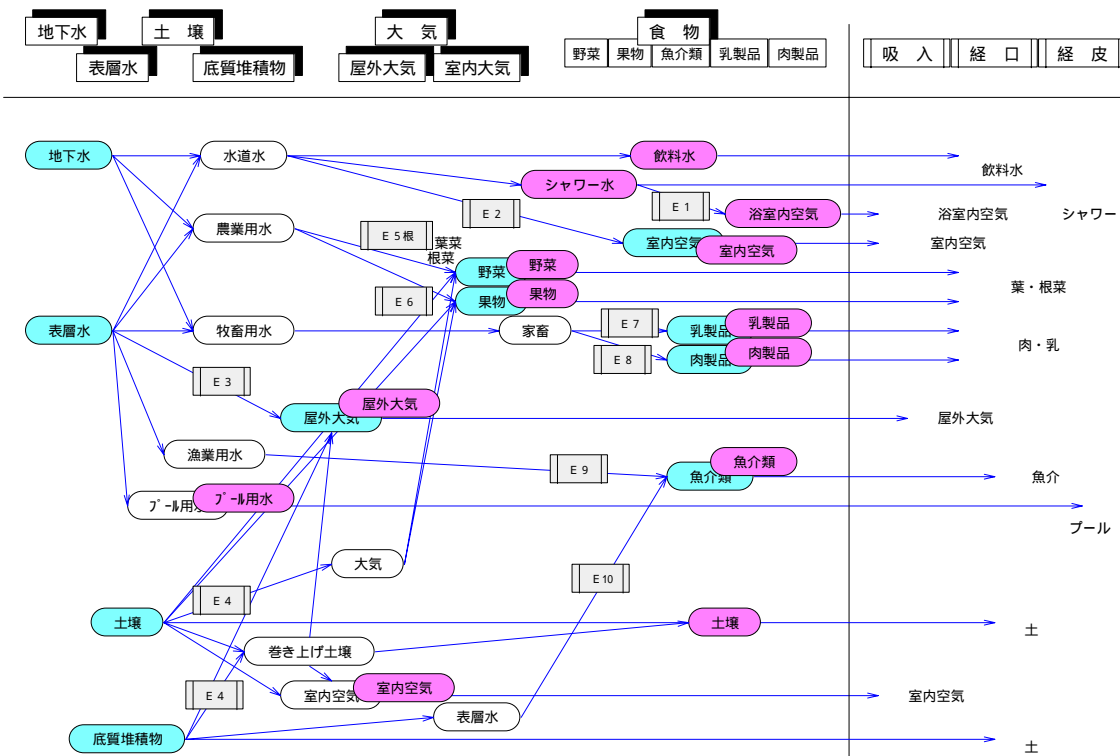 地下水
土 壌
大 気
食 物
表層水
底質堆積物
屋外大気
室内大気
野菜
果物
魚介類
乳製品
肉製品
吸 入
経 口
経 皮
地下水
水道水
飲料水
飲料水
シャワー水
E 1
浴室内空気
浴室内空気
シャワー
E 2
農業用水
E 5 根
葉菜
根菜
室内空気
室内空気
室内空気
野菜
野菜
葉・根菜
E 6
果物
果物
表層水
牧畜用水
家畜
E 7
乳製品
乳製品
肉・乳
E 8
肉製品
肉製品
E 3
屋外大気
屋外大気
屋外大気
漁業用水
E 9
魚介類
魚介類
魚介
プール用水
プール用水
プール
大気
E 10
E 4
土壌
土壌
土
巻き上げ土壌
E 4
室内空気
室内空気
室内空気
表層水
底質堆積物
土